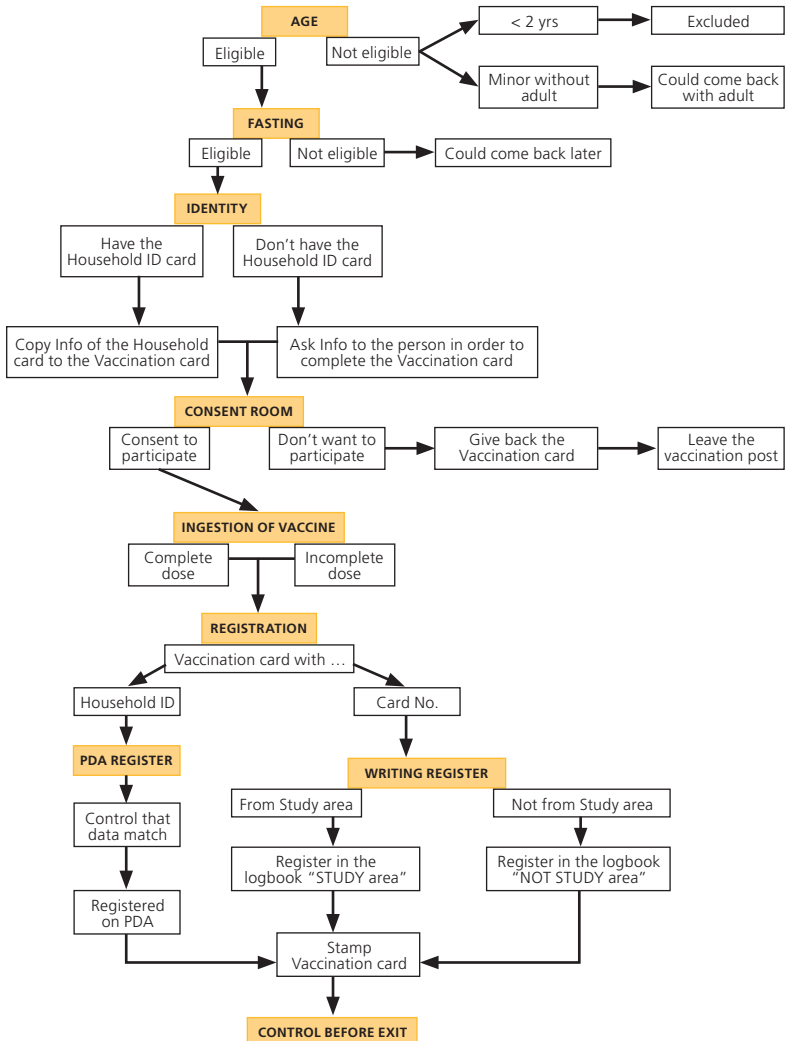 AGE
< 2 yrs
Excluded
Eligible
Not eligible
Minor without
adult
Could come back
with adult
FASTING
Eligible
Not eligible
Could come back later
IDENTITY
Have the
Household ID card
Don’t have the
Household ID card
Copy Info of the Household
card to the Vaccination card
Ask Info to the person in order to
complete the Vaccination card
CONSENT ROOM
Consent to
participate
Don’t want to
participate
Give back the
Vaccination card
Leave the
vaccination post
INGESTION OF VACCINE
Complete
dose
Incomplete
dose
REGISTRATION
Vaccination card with …
Household ID
Card No.
PDA REGISTER
WRITING REGISTER
From Study area
Not from Study area
Control that
data match
Register in the
logbook “STUDY area”
Register in the logbook
“NOT STUDY area”
Registered
on PDA
Stamp
Vaccination card
CONTROL BEFORE EXIT